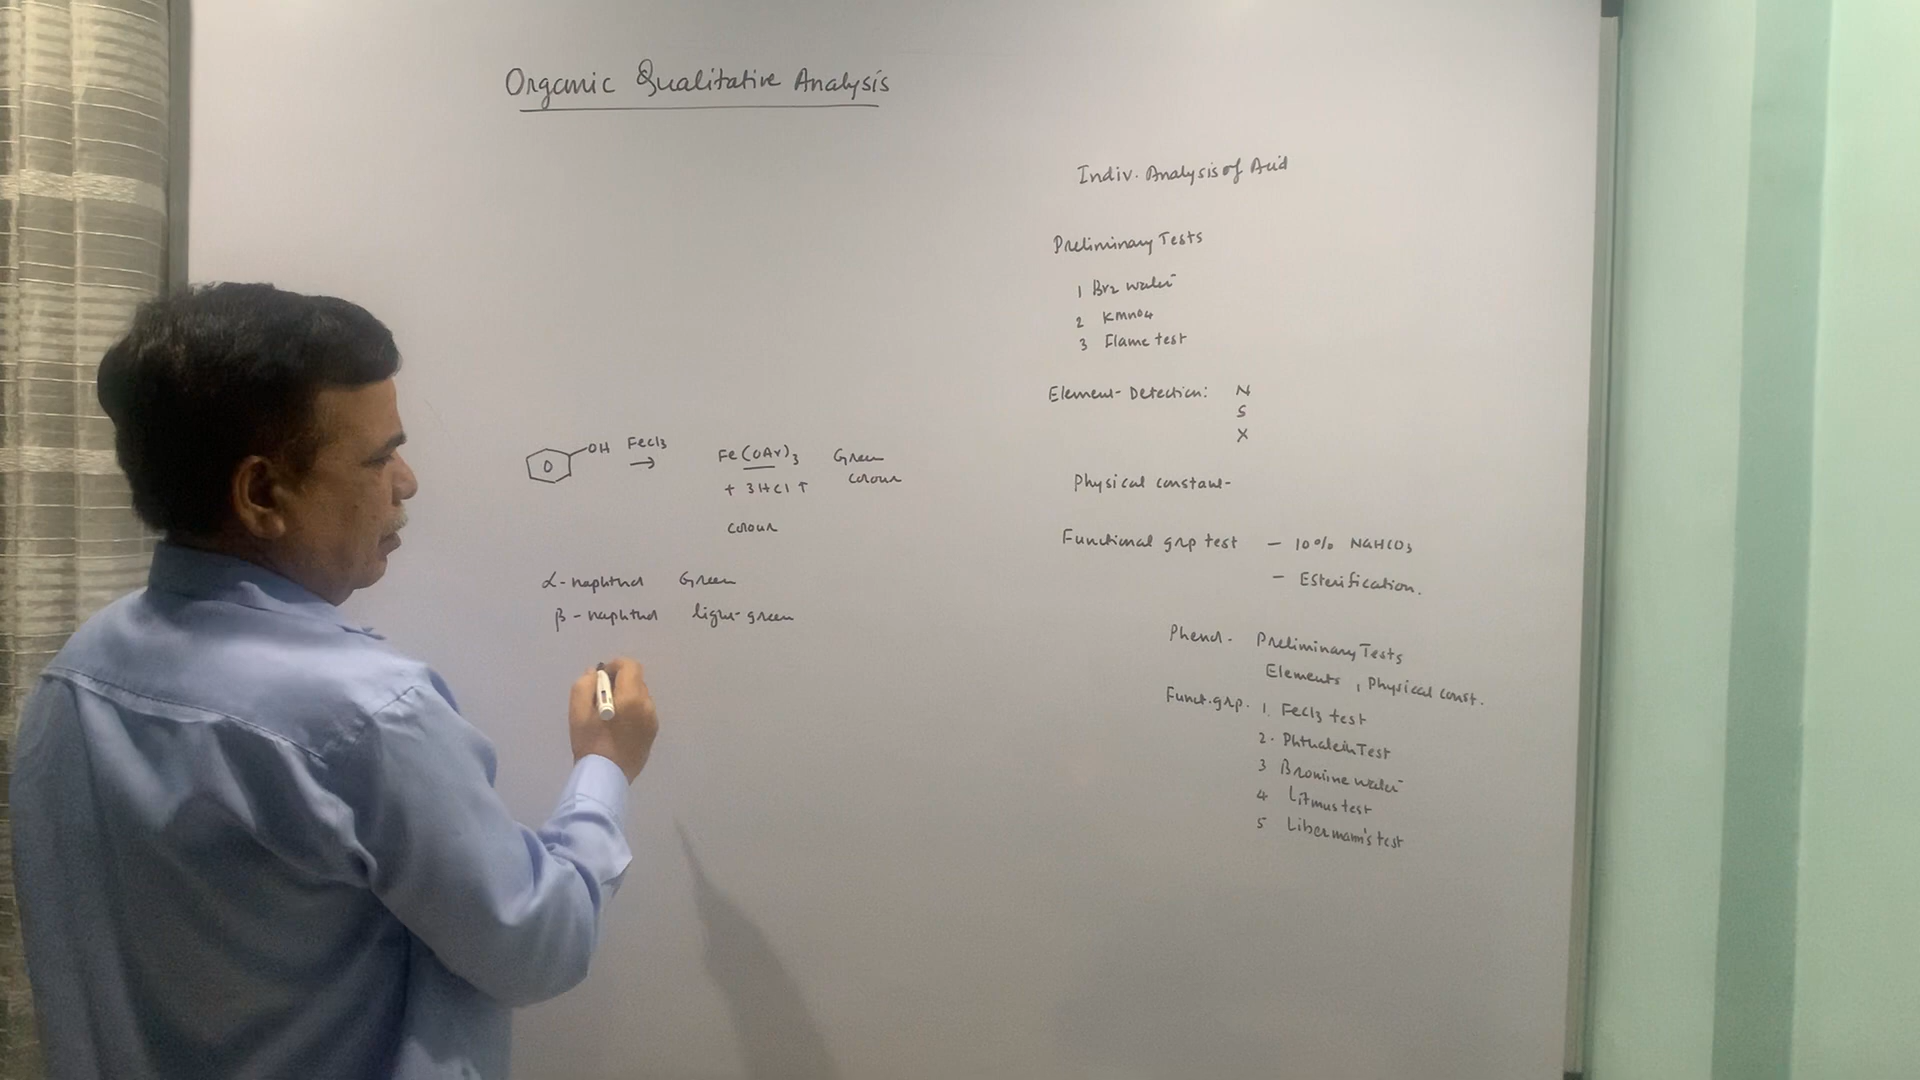 Organic Qualitative Analysis
OH FeCl3 → Fe(OAr)3 Green
+ 3HCl ↑ colour
colour
α-naphthol Green
β-naphthol light-green
Indiv. Analysis of Acid
Preliminary Tests
1 Br2 water
2 KMnO4
3 Flame test
Element Detection: N
S
X
Physical constant
Functional grp test - 10% NaHCO3
- Esterification.
Phenol. Preliminary Tests
Elements, Physical const.
Funct. grp. 1. FeCl3 test
2. Phthalein Test
3 Bromine water
4 Litmus test
5 Libermann's test